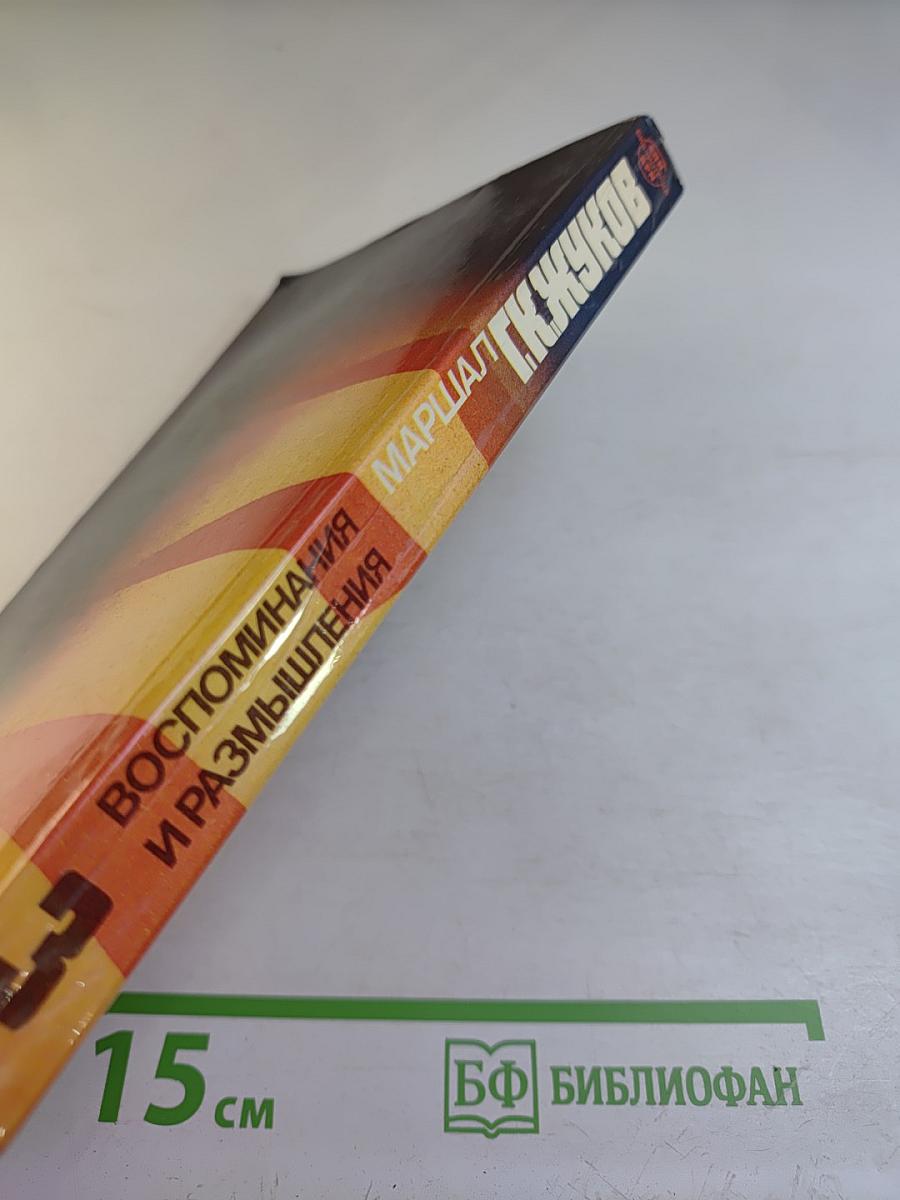 МАРШАЛ Г.К.ЖУКОВ
ВОСПОМИНАНИЯ
И РАЗМЫШЛЕНИЯ
3
15 см
БФ БИБЛИОФАН